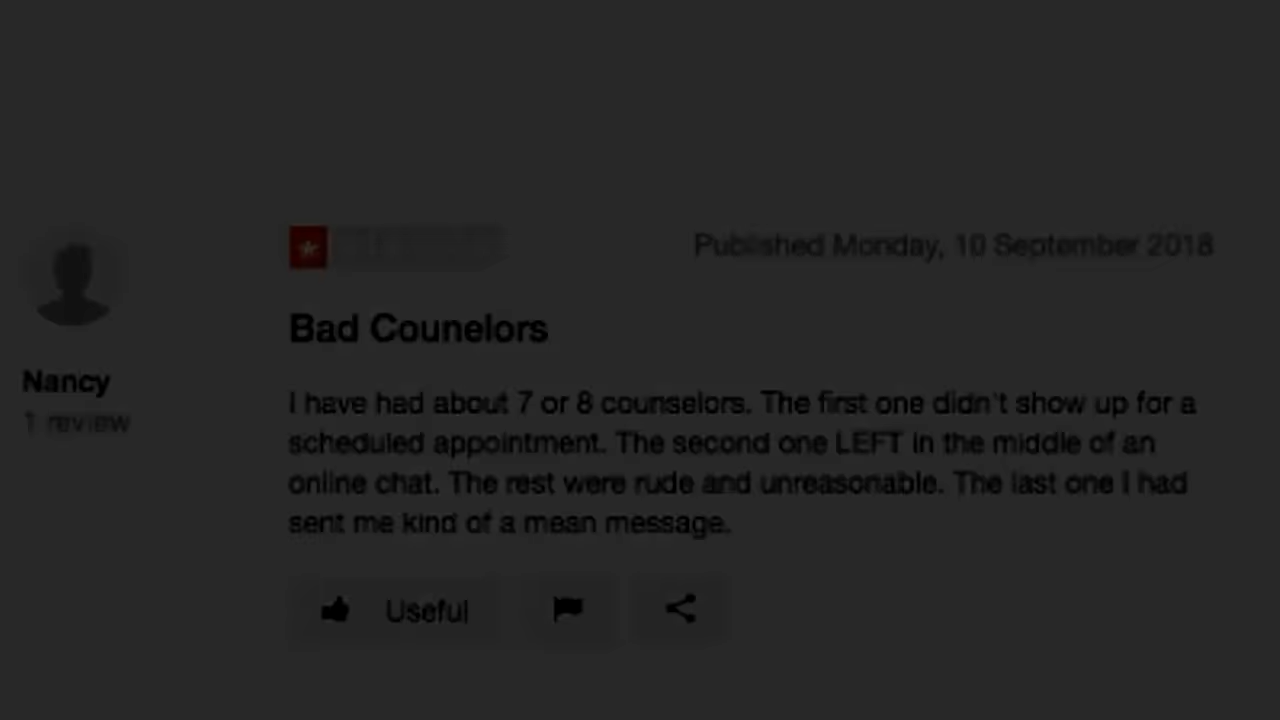 Published Monday, 10 September 2018
Bad Counelors
Nancy
1 review
I have had about 7 or 8 counselors. The first one didn't show up for a
scheduled appointment. The second one LEFT in the middle of an
online chat. The rest were rude and unreasonable. The last one I had
sent me kind of a mean message.
Useful